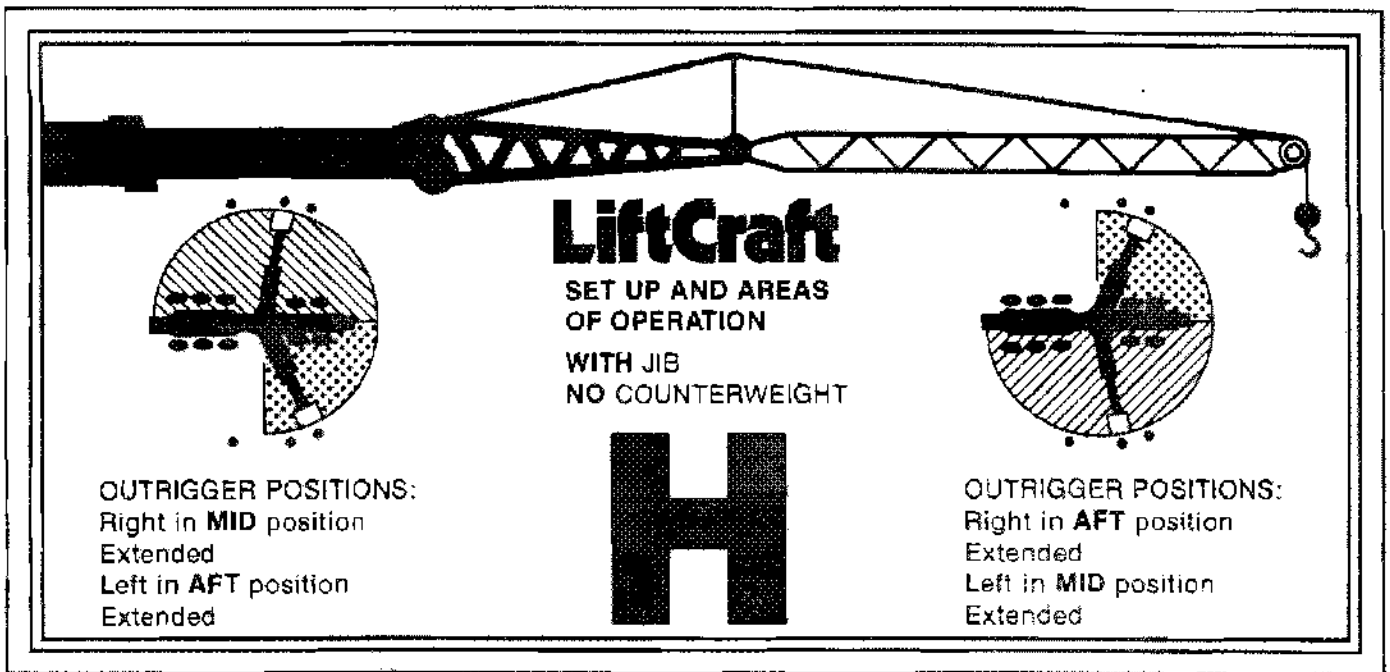 LiftCraft
SET UP AND AREAS
OF OPERATION
WITH JIB
NO COUNTERWEIGHT
H
OUTRIGGER POSITIONS:
Right in MID position
Extended
Left in AFT position
Extended
OUTRIGGER POSITIONS:
Right in AFT position
Extended
Left in MID position
Extended